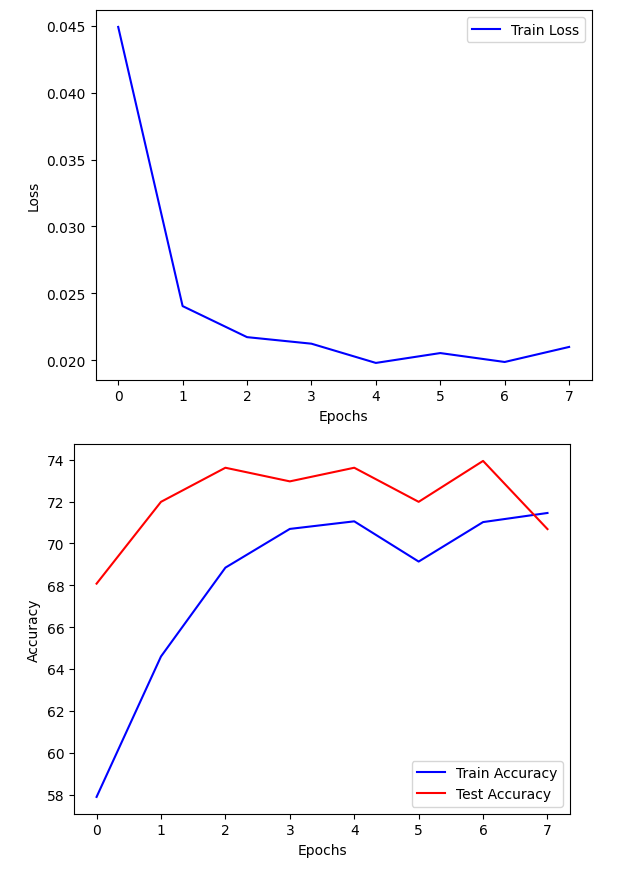 0.045
0.040
0.035
0.030
0.025
0.020
Loss
Train Loss
0 1 2 3 4 5 6 7
Epochs
74
72
70
68
66
64
62
60
58
Accuracy
Train Accuracy
Test Accuracy
0 1 2 3 4 5 6 7
Epochs